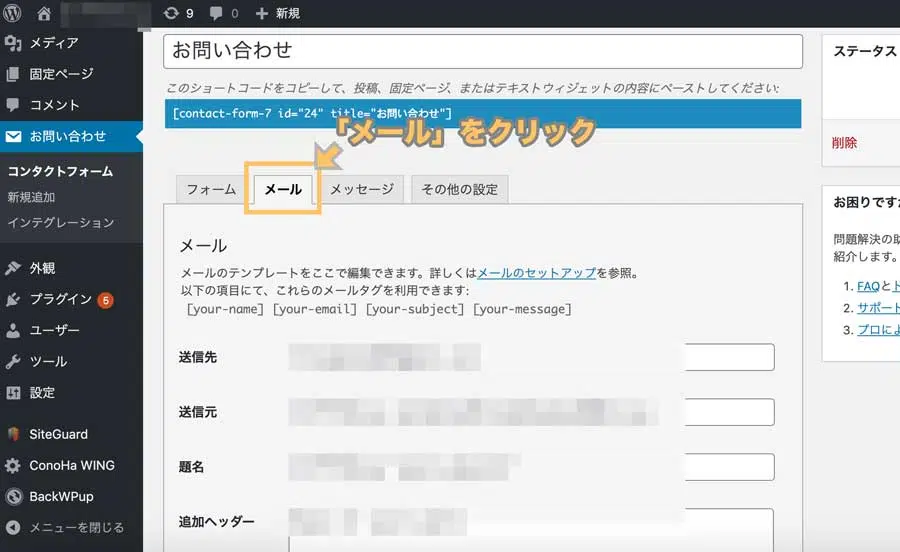 9 0 新規
メディア
固定ページ
コメント
お問い合わせ
コンタクトフォーム
新規追加
インテグレーション
外観
プラグイン 6
ユーザー
ツール
設定
SiteGuard
ConoHa WING
BackWPup
メニューを閉じる
お問い合わせ
このショートコードをコピーして、投稿、固定ページ、またはテキストウィジェットの内容にペーストしてください:
[contact-form-7 id="24" title="お問い合わせ"]
「メール」をクリック
フォーム メール メッセージ その他の設定
メール
メールのテンプレートをここで編集できます。詳しくはメールのセットアップを参照。
以下の項目にて、これらのメールタグを利用できます:
[your-name] [your-email] [your-subject] [your-message]
送信先
送信元
題名
追加ヘッダー
ステータス
削除
お困りですか
問題解決の助
紹介します。
1. FAQとド
2. サポート
3. プロによ